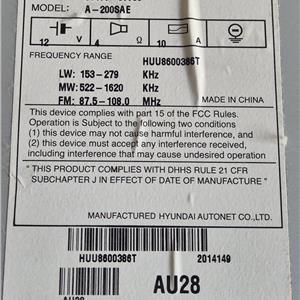 MODEL: A-200SAE
12 4 10
V Ω A
FREQUENCY RANGE HUU8600386T
LW: 153-279 KHz
MW: 522-1620 KHz
FM: 87.5-108.0 MHz MADE IN CHINA
This device complies with part 15 of the FCC Rules.
Operation is Subject to the following two conditions
(1) this device may not cause harmful interference, and
(2) this device must accept any interference received, including
interference that may cause undesired operation
"THIS PRODUCT COMPLIES WITH DHHS RULE 21 CFR
SUBCHAPTER J IN EFFECT OF DATE OF MANUFACTURE"
MANUFACTURED HYUNDAI AUTONET CO.,LTD.
HUU8600386T 2014149
AU28
AU28